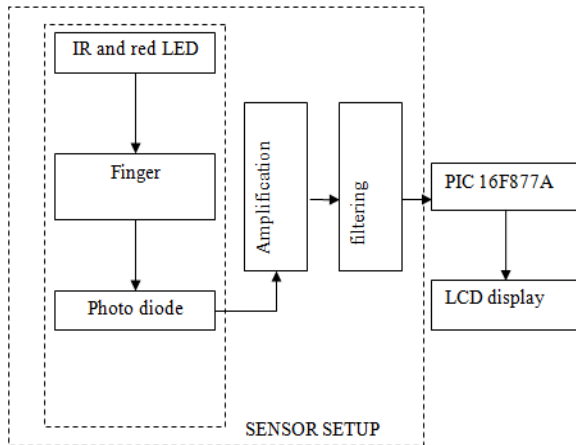 IR and red LED
Finger
Photo diode
Amplification
filtering
PIC 16F877A
LCD display
SENSOR SETUP